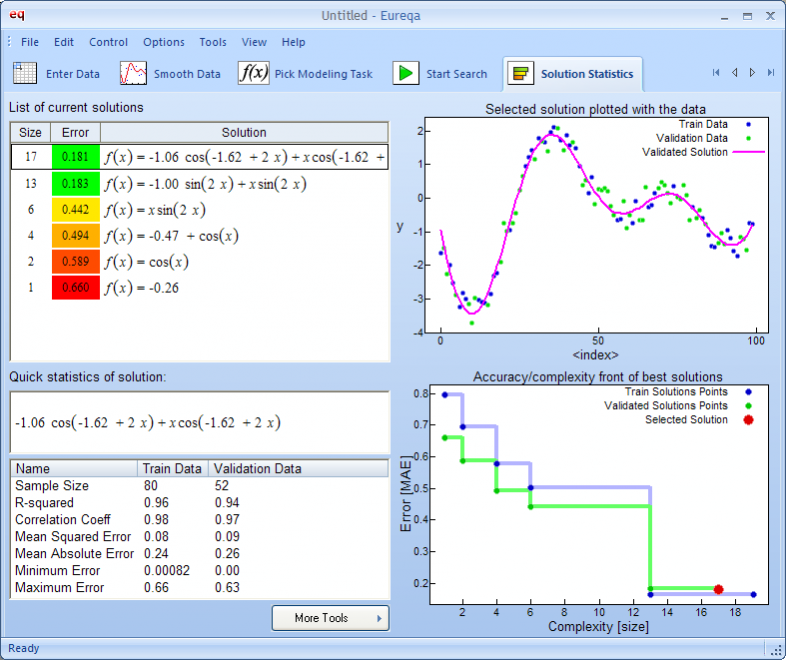 eq Untitled - Eureqa
File Edit Control Options Tools View Help
Enter Data Smooth Data f(x) Pick Modeling Task Start Search Solution Statistics
List of current solutions
Size Error Solution
17 0.181 f(x) = -1.06 cos(-1.62 + 2 x) + x cos(-1.62 +
13 0.183 f(x) = -1.00 sin(2 x) + x sin(2 x)
6 0.442 f(x) = x sin(2 x)
4 0.494 f(x) = -0.47 + cos(x)
2 0.589 f(x) = cos(x)
1 0.660 f(x) = -0.26
Selected solution plotted with the data
Train Data
Validation Data
Validated Solution
y
2
1
0
-1
-2
-3
-4
0 50 100
<index>
Quick statistics of solution:
-1.06 cos(-1.62 + 2 x) + x cos(-1.62 + 2 x)
Name Train Data Validation Data
Sample Size 80 52
R-squared 0.96 0.94
Correlation Coeff 0.98 0.97
Mean Squared Error 0.08 0.09
Mean Absolute Error 0.24 0.26
Minimum Error 0.00082 0.00
Maximum Error 0.66 0.63
More Tools
Accuracy/complexity front of best solutions
Train Solutions Points
Validated Solutions Points
Selected Solution
Error [MAE]
0.8
0.7
0.6
0.5
0.4
0.3
0.2
2 4 6 8 10 12 14 16 18
Complexity [size]
Ready